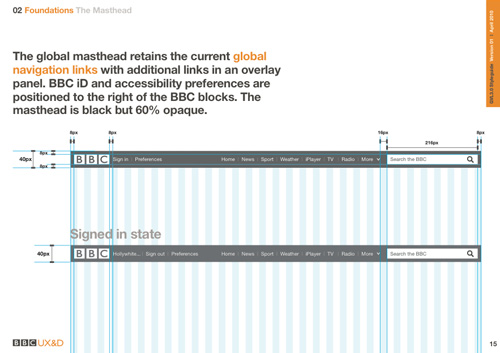 02 Foundations The Masthead
GEL2.0 Styleguide Version 01 April 2010
The global masthead retains the current global
navigation links with additional links in an overlay
panel. BBC iD and accessibility preferences are
positioned to the right of the BBC blocks. The
masthead is black but 60% opaque.
8px 8px 16px 8px
215px
8px
40px
8px
BBC Sign in Preferences Home News Sport Weather iPlayer TV Radio More Search the BBC
Signed in state
40px
BBC Hollywhite... Sign out Preferences Home News Sport Weather iPlayer TV Radio More Search the BBC
BBC UX&D
15